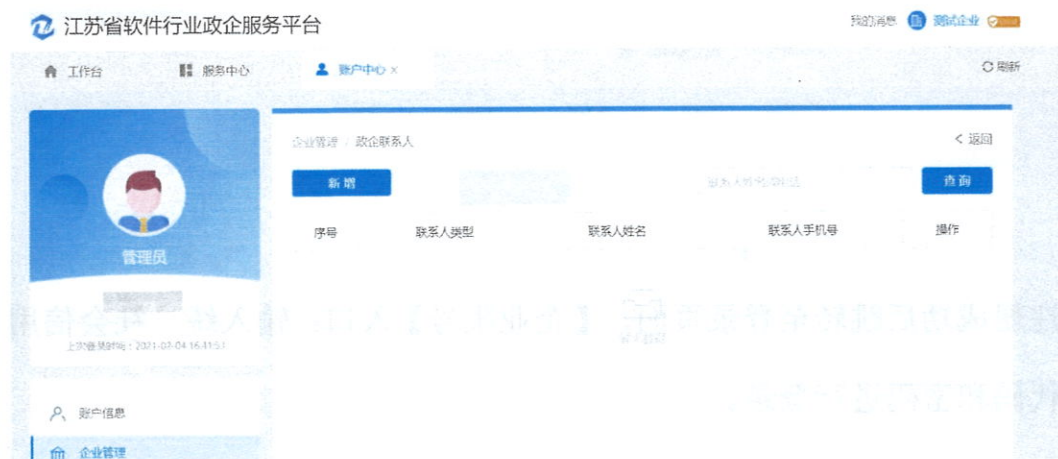 江苏省软件行业政企服务平台
我的消息 测试企业
工作台 服务中心 账户中心 × 刷新
企业管理 / 政企联系人 < 返回
新增 查询
序号 联系人类型 联系人姓名 联系人手机号 操作
管理员
上次登录时间：2021-02-04 16:41:51
账户信息
企业管理